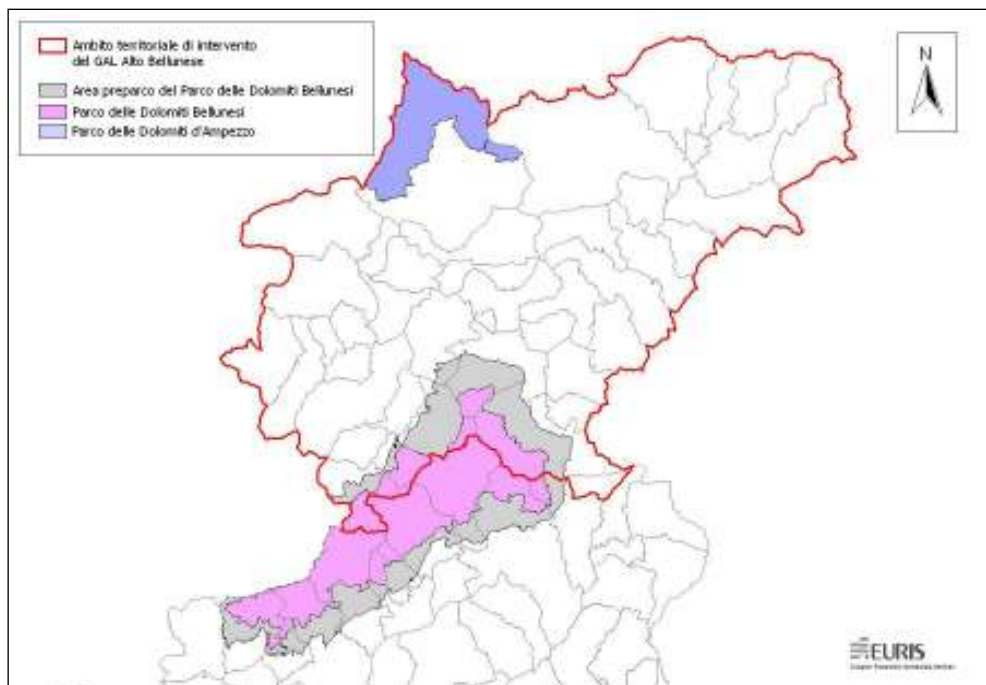 Ambito territoriale di intervento
del GAL Alto Bellunese
Area preparco del Parco delle Dolomiti Bellunesi
Parco delle Dolomiti Bellunesi
Parco delle Dolomiti d'Ampezzo
N
EURIS